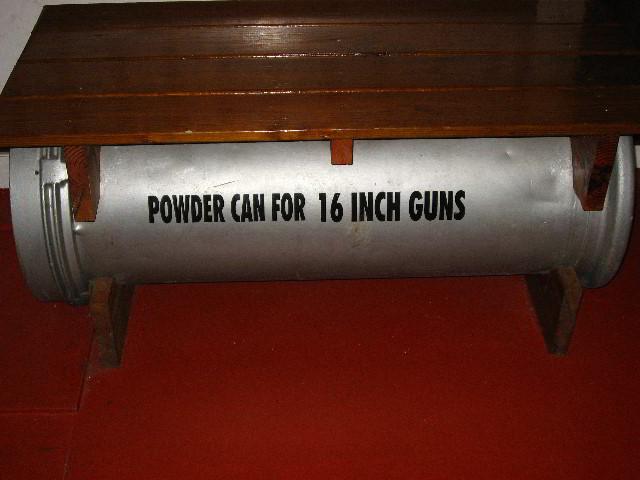 POWDER CAN FOR 16 INCH GUNS